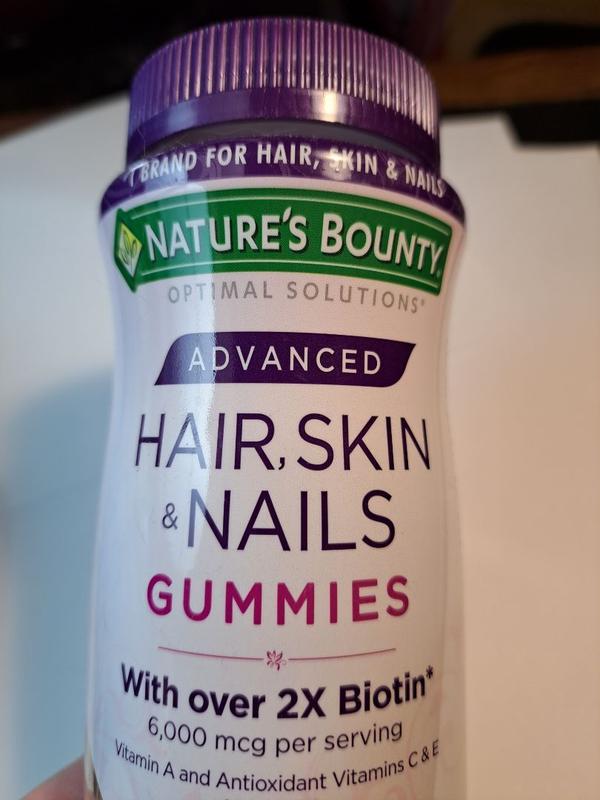 1 BRAND FOR HAIR, SKIN & NAILS
NATURE'S BOUNTY®
OPTIMAL SOLUTIONS®
ADVANCED
HAIR, SKIN
& NAILS
GUMMIES
With over 2X Biotin*
6,000 mcg per serving
Vitamin A and Antioxidant Vitamins C & E